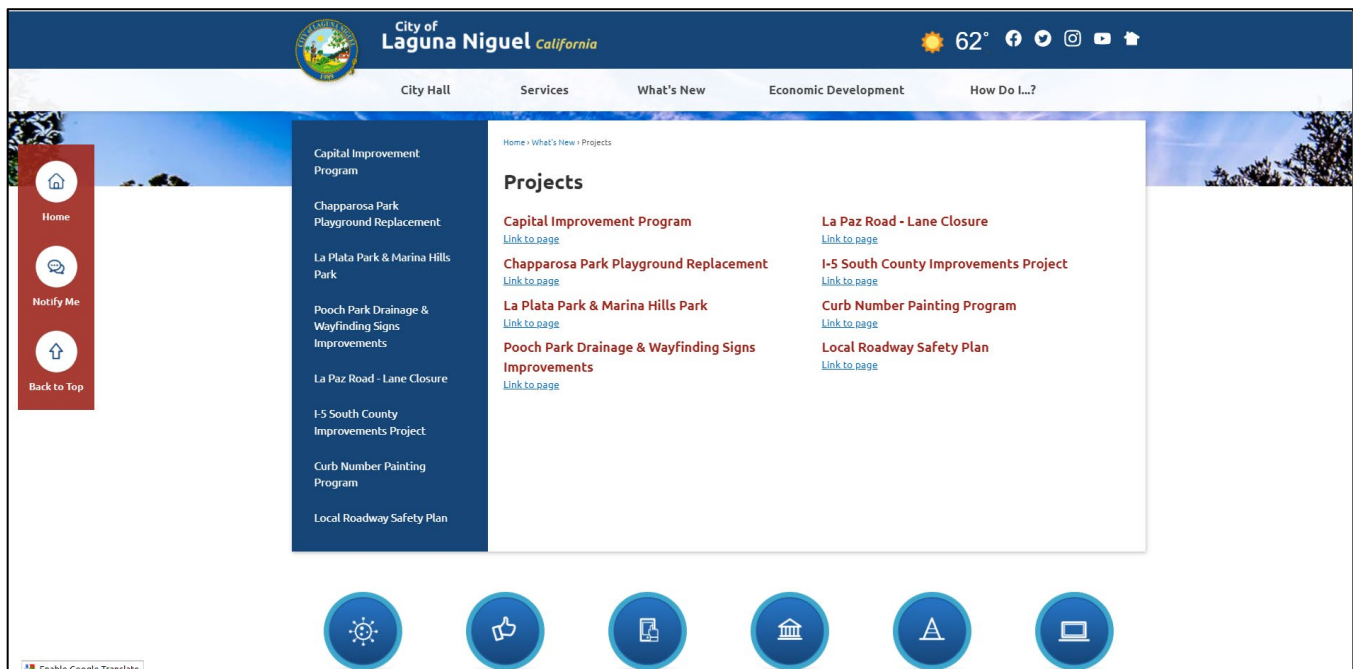 City of
Laguna Niguel California
62°
City Hall Services What's New Economic Development How Do I...?
Home
Notify Me
Back to Top
Capital Improvement
Program
Chapparosa Park
Playground Replacement
La Plata Park & Marina Hills
Park
Pooch Park Drainage &
Wayfinding Signs
Improvements
La Paz Road - Lane Closure
I-5 South County
Improvements Project
Curb Number Painting
Program
Local Roadway Safety Plan
Home › What's New › Projects
Projects
Capital Improvement Program
Link to page
Chapparosa Park Playground Replacement
Link to page
La Plata Park & Marina Hills Park
Link to page
Pooch Park Drainage & Wayfinding Signs
Improvements
Link to page
La Paz Road - Lane Closure
Link to page
I-5 South County Improvements Project
Link to page
Curb Number Painting Program
Link to page
Local Roadway Safety Plan
Link to page
Enable Google Translate